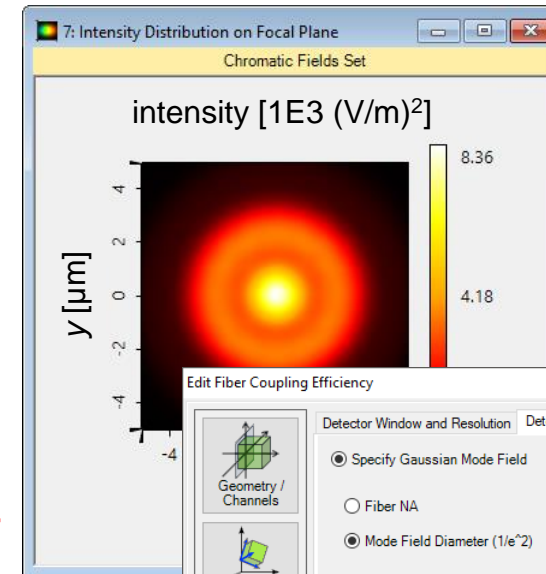 7: Intensity Distribution on Focal Plane
Chromatic Fields Set
intensity [1E3 (V/m)²]
8.36
4
2
y [µm]
0
4.18
-2
-4
-4
Edit Fiber Coupling Efficiency
Detector Window and Resolution Det
Geometry /
Channels
Specify Gaussian Mode Field
Fiber NA
Mode Field Diameter (1/e^2)